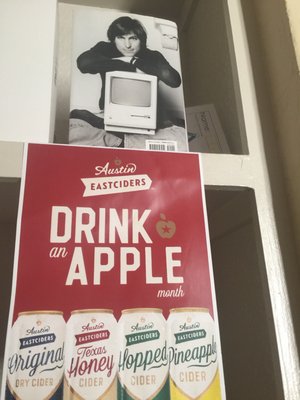 Austin
EASTCIDERS
DRINK
an APPLE
month
Austin
EASTCIDERS
Original
DRY CIDER
Austin
EASTCIDERS
Texas
Honey
CIDER
Austin
EASTCIDERS
Hopped
CIDER
Austin
EASTCIDERS
Pineapple
CIDER